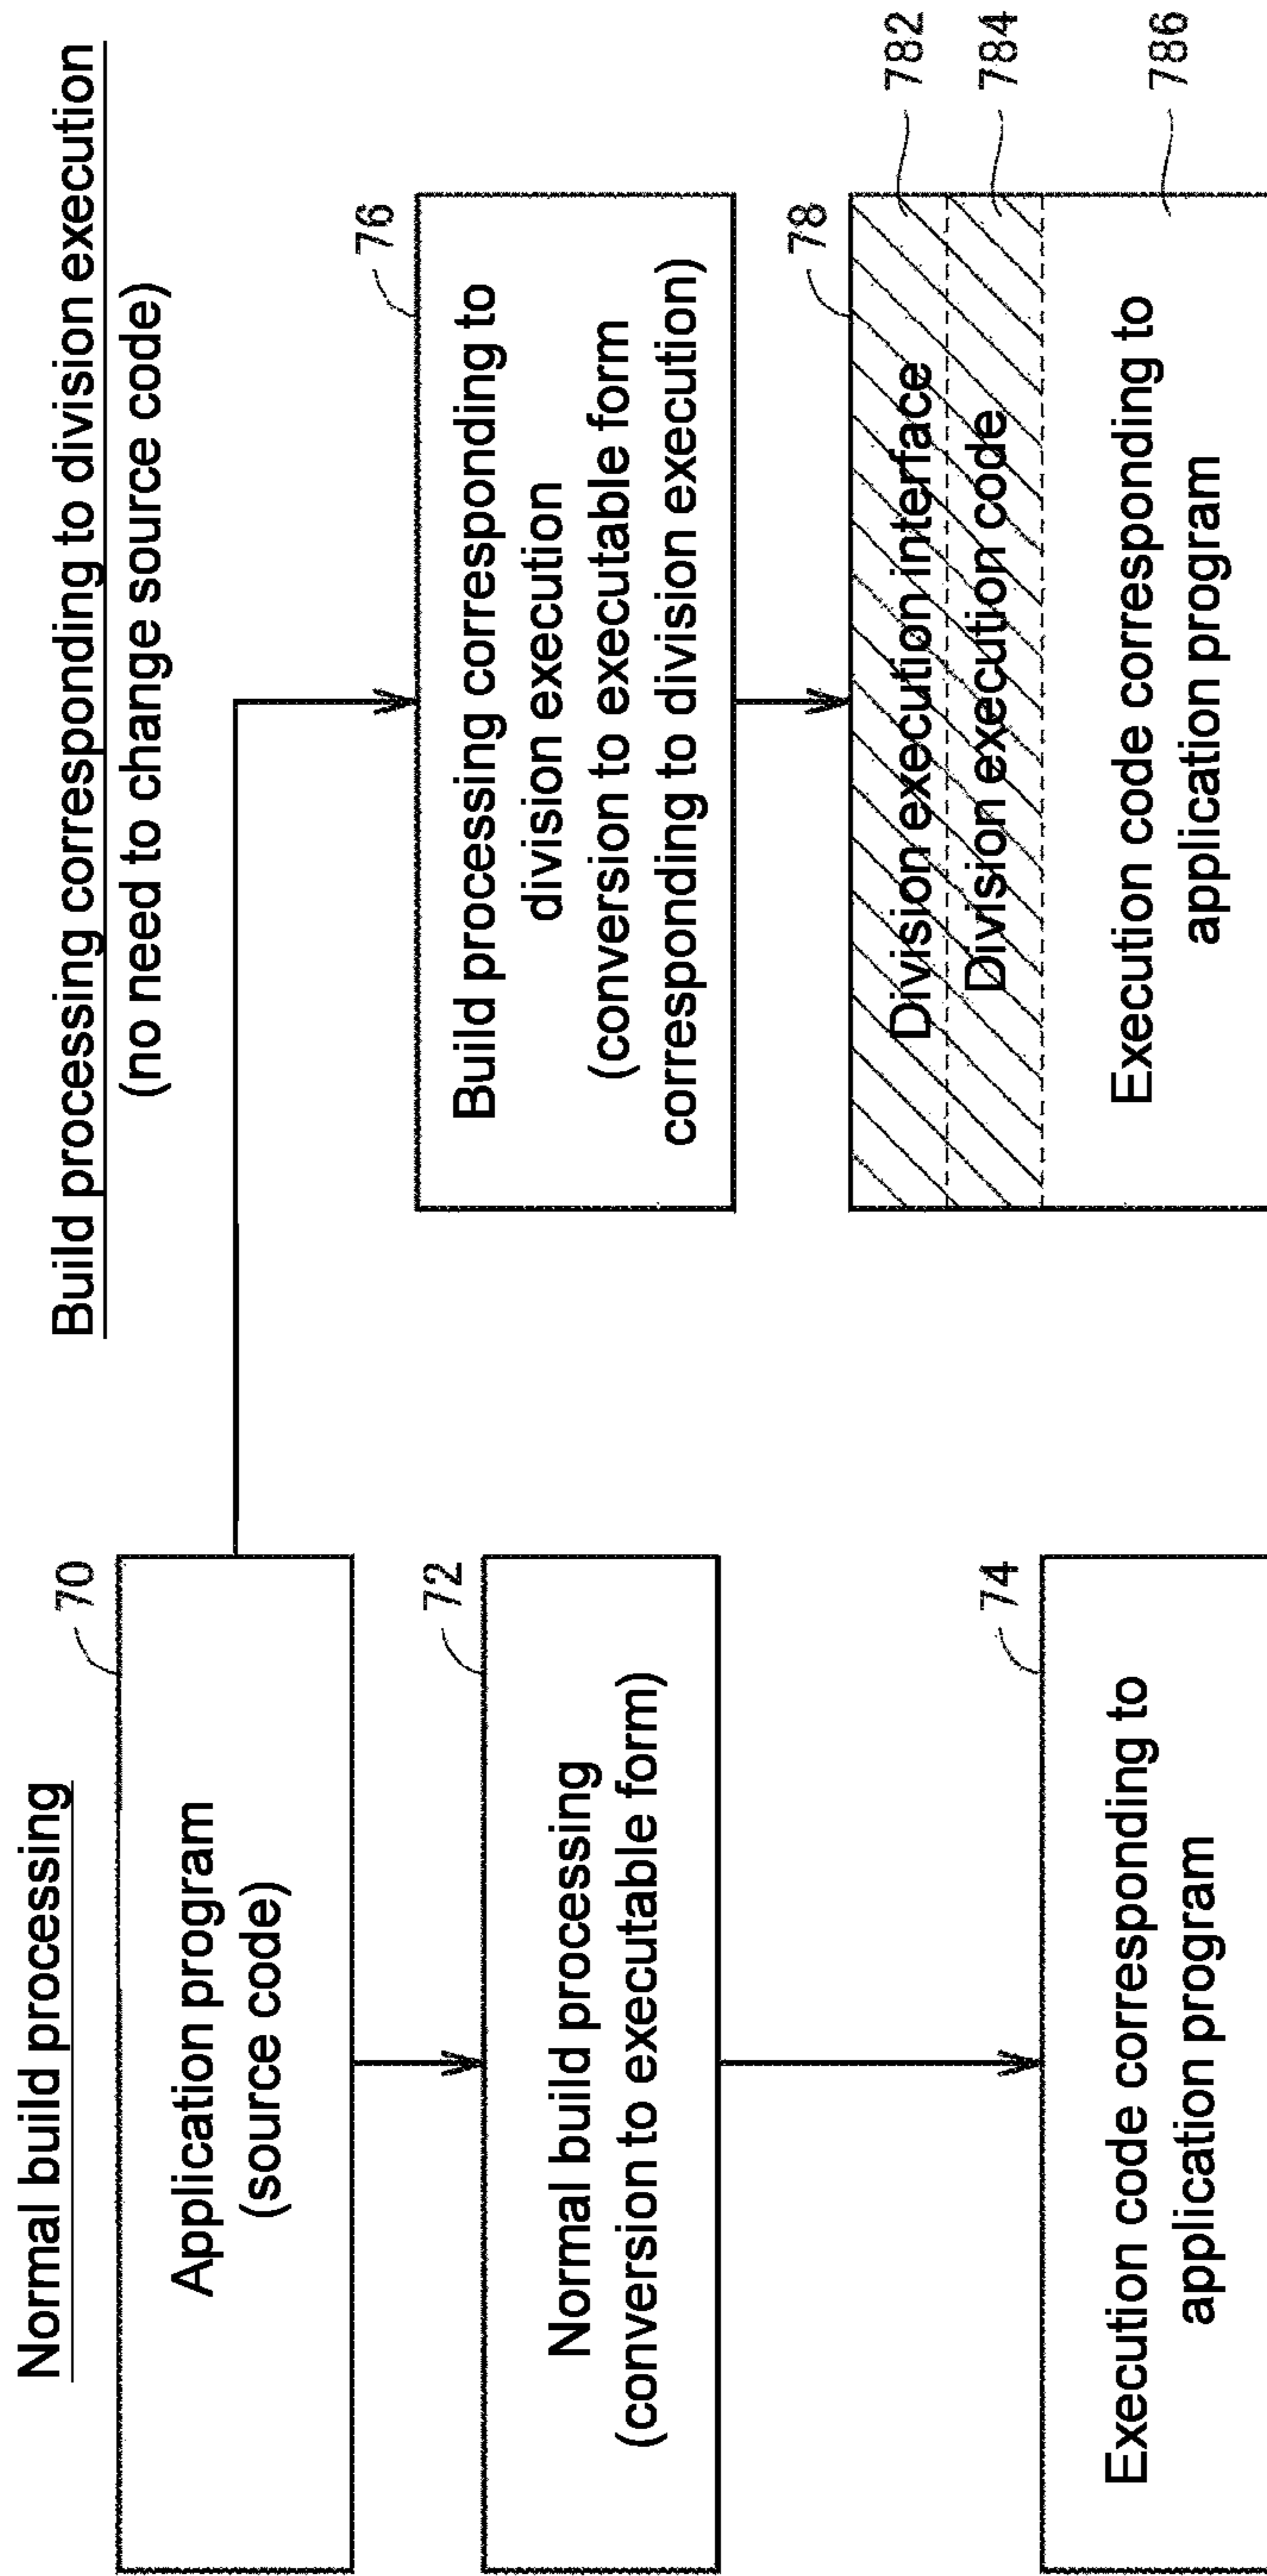 Normal build processing
70
Application program
(source code)
72
Normal build processing
(conversion to executable form)
74
Execution code corresponding to
application program
Build processing corresponding to division execution
(no need to change source code)
76
Build processing corresponding to
division execution
(conversion to executable form
corresponding to division execution)
78
Division execution interface
782
Division execution code
784
Execution code corresponding to
application program
786